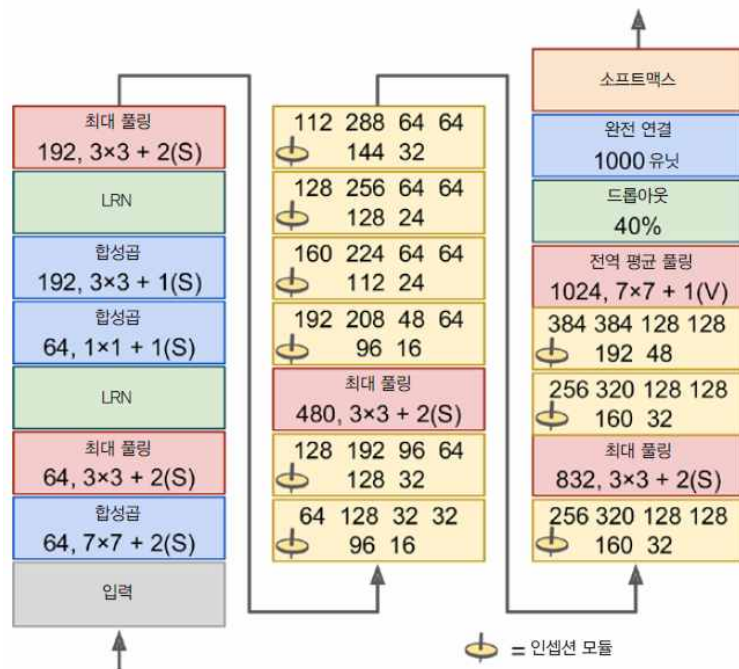 최대 풀링
192, 3×3 + 2(S)
LRN
합성곱
192, 3×3 + 1(S)
합성곱
64, 1×1 + 1(S)
LRN
최대 풀링
64, 3×3 + 2(S)
합성곱
64, 7×7 + 2(S)
입력
112 288 64 64
144 32
128 256 64 64
128 24
160 224 64 64
112 24
192 208 48 64
96 16
최대 풀링
480, 3×3 + 2(S)
128 192 96 64
128 32
64 128 32 32
96 16
소프트맥스
완전 연결
1000 유닛
드롭아웃
40%
전역 평균 풀링
1024, 7×7 + 1(V)
384 384 128 128
192 48
256 320 128 128
160 32
최대 풀링
832, 3×3 + 2(S)
256 320 128 128
160 32
= 인셉션 모듈